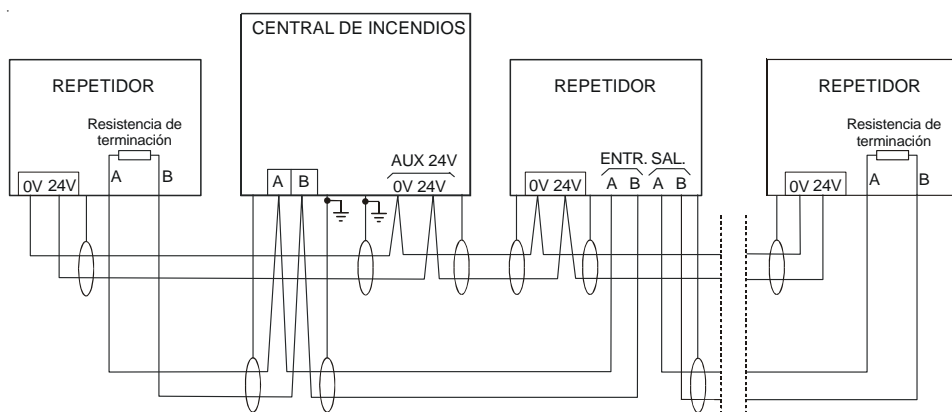 CENTRAL DE INCENDIOS
REPETIDOR
Resistencia de
terminación
A B
0V 24V
A B
AUX 24V
0V 24V
REPETIDOR
ENTR. SAL.
0V 24V
A B A B
REPETIDOR
Resistencia de
terminación
0V 24V
A B